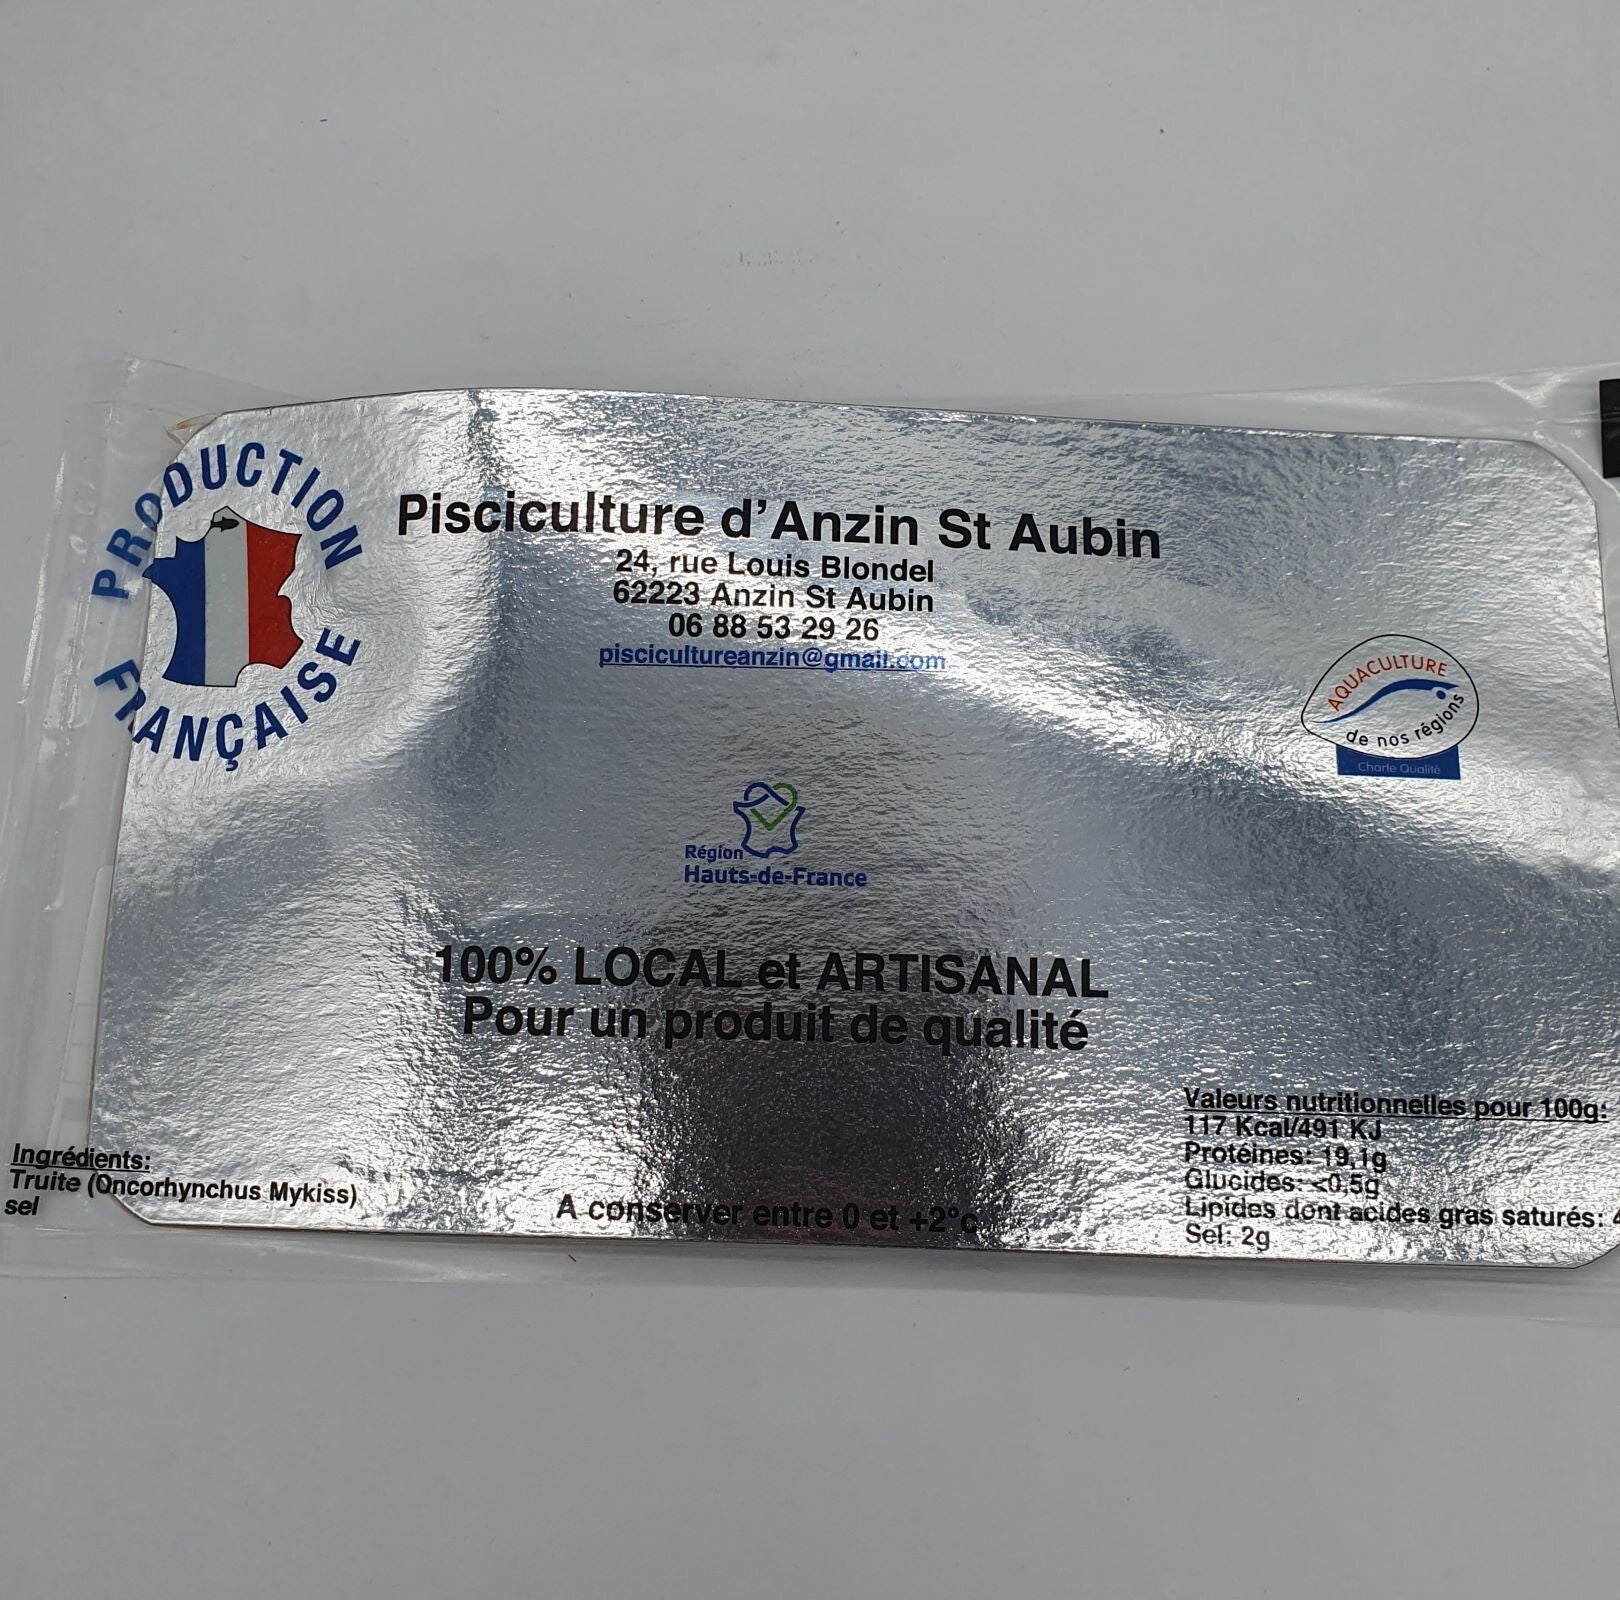 PRODUCTION
FRANÇAISE
Pisciculture d'Anzin St Aubin
24, rue Louis Blondel
62223 Anzin St Aubin
06 88 53 29 26
piscicultureanzin@gmail.com
AQUACULTURE
de nos régions
Charte Qualité
Région
Hauts-de-France
100% LOCAL et ARTISANAL
Pour un produit de qualité
Ingrédients:
Truite (Oncorhynchus Mykiss)
sel
A conserver entre 0 et +2°c
Valeurs nutritionnelles pour 100g:
117 Kcal/491 KJ
Protéines: 19,1g
Glucides: <0,5g
Lipides dont acides gras saturés: 4
Sel: 2g